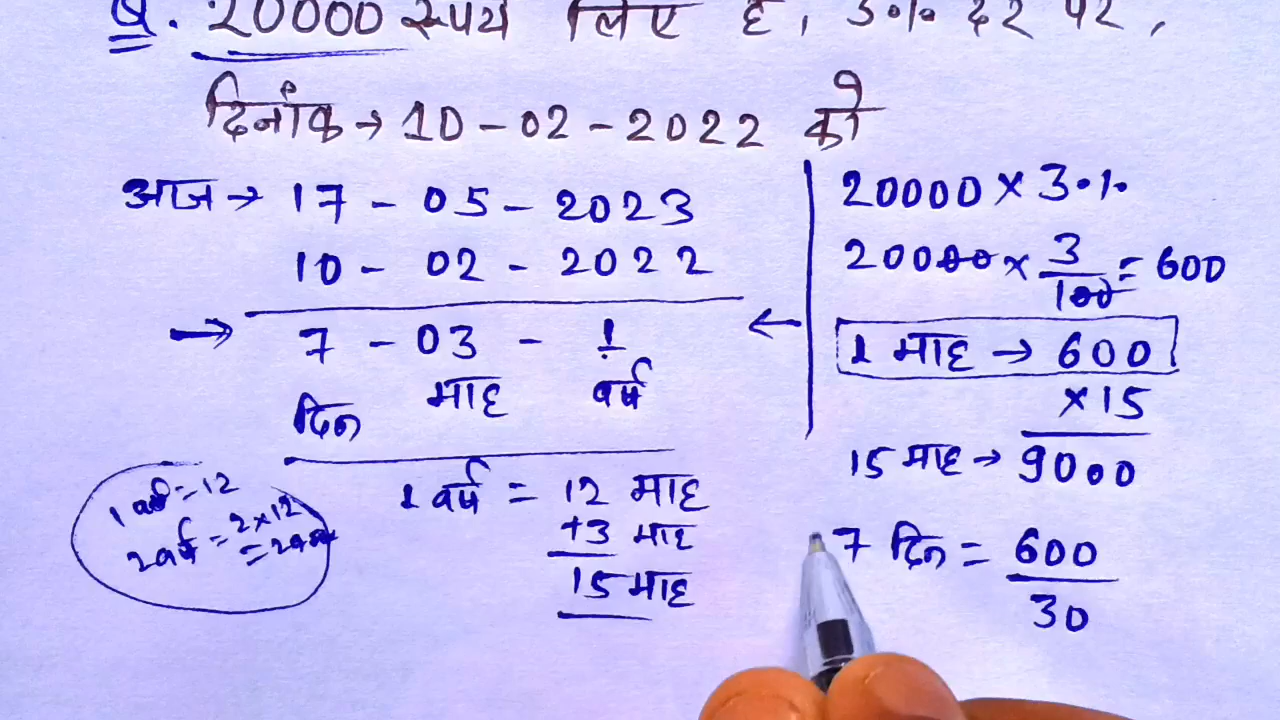 Q. 20000 रुपये लिए है, 3% दर पर,
दिनांक → 10-02-2022 को
आज → 17-05-2023
10-02-2022
→ 7-03-1
दिन माह वर्ष
1 वर्ष = 12 माह
+3 माह
15 माह
1 वर्ष = 12
2 वर्ष = 2×12
20000 × 3%
20000 × 3/100 = 600
1 माह → 600
×15
15 माह → 9000
7 दिन = 600/30